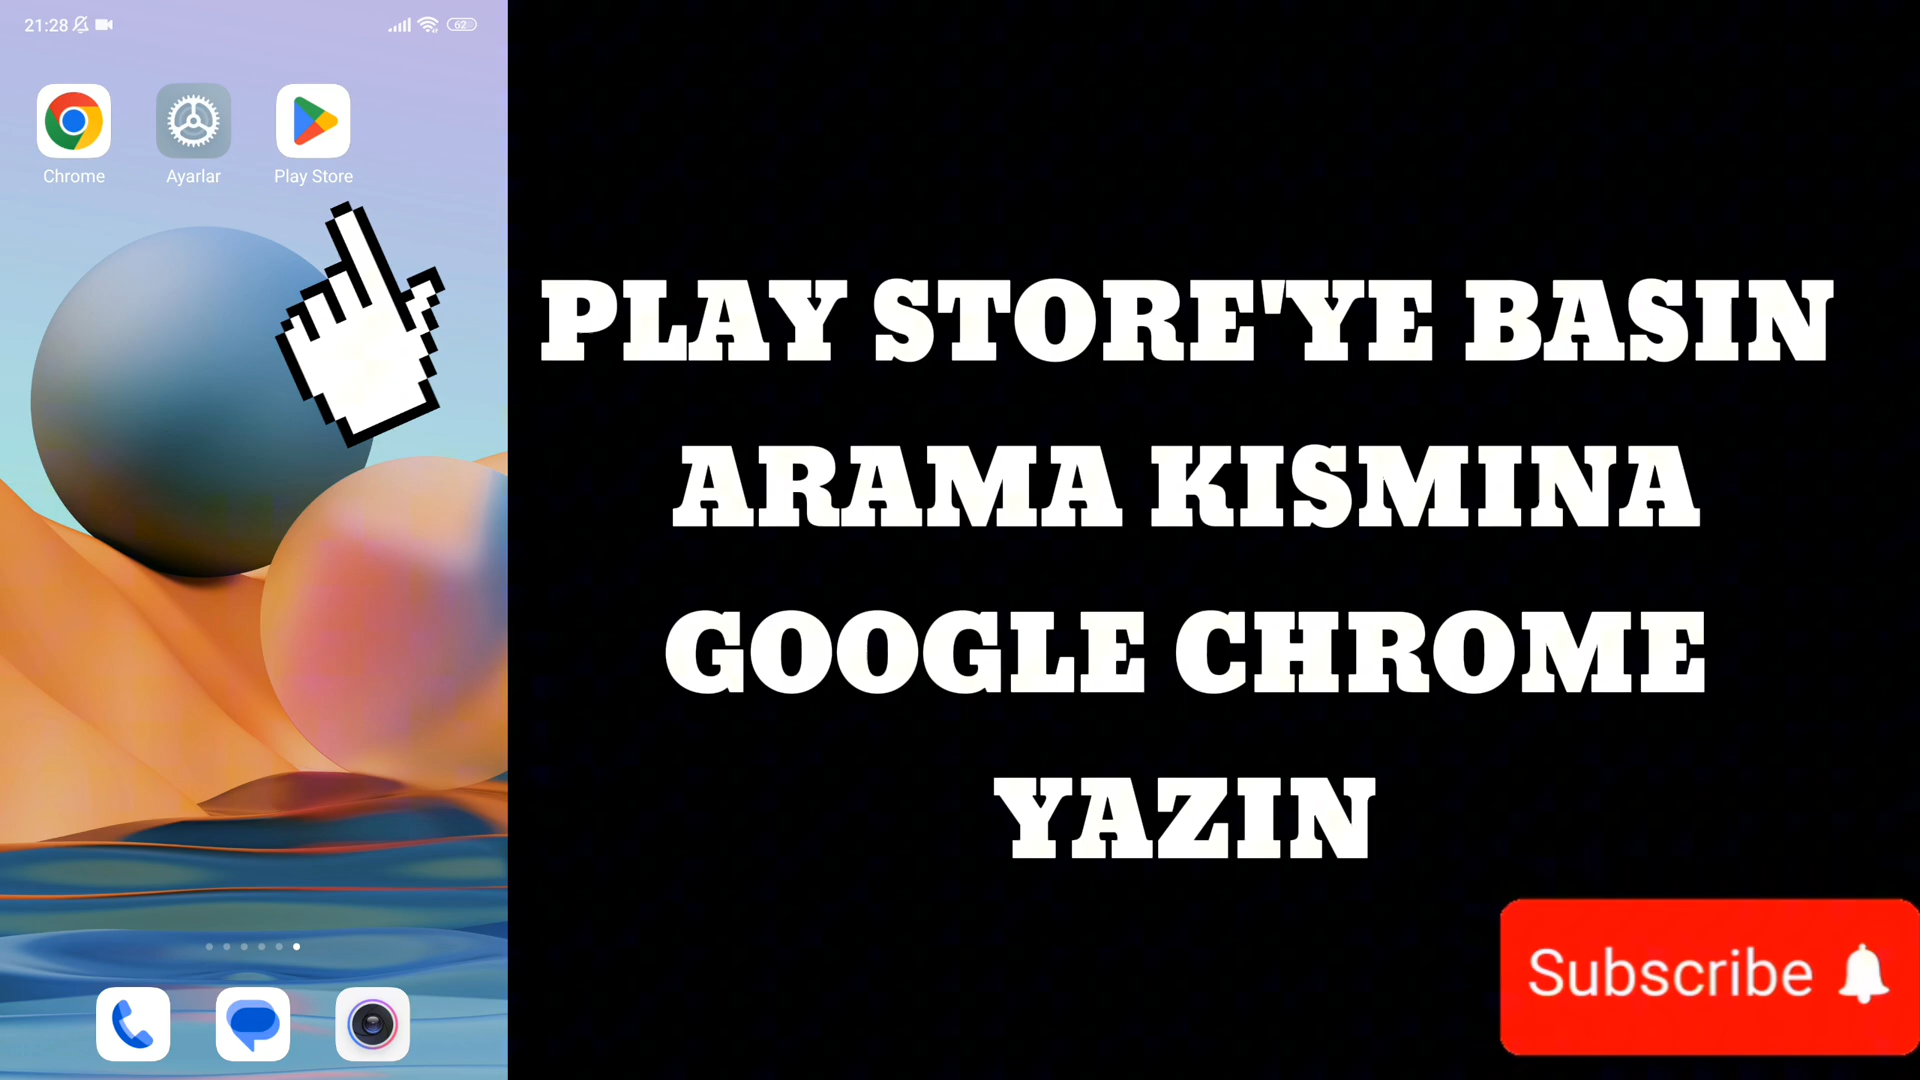 21:28
62
Chrome
Ayarlar
Play Store
PLAY STORE'YE BASIN
ARAMA KISMINA
GOOGLE CHROME
YAZIN
Subscribe